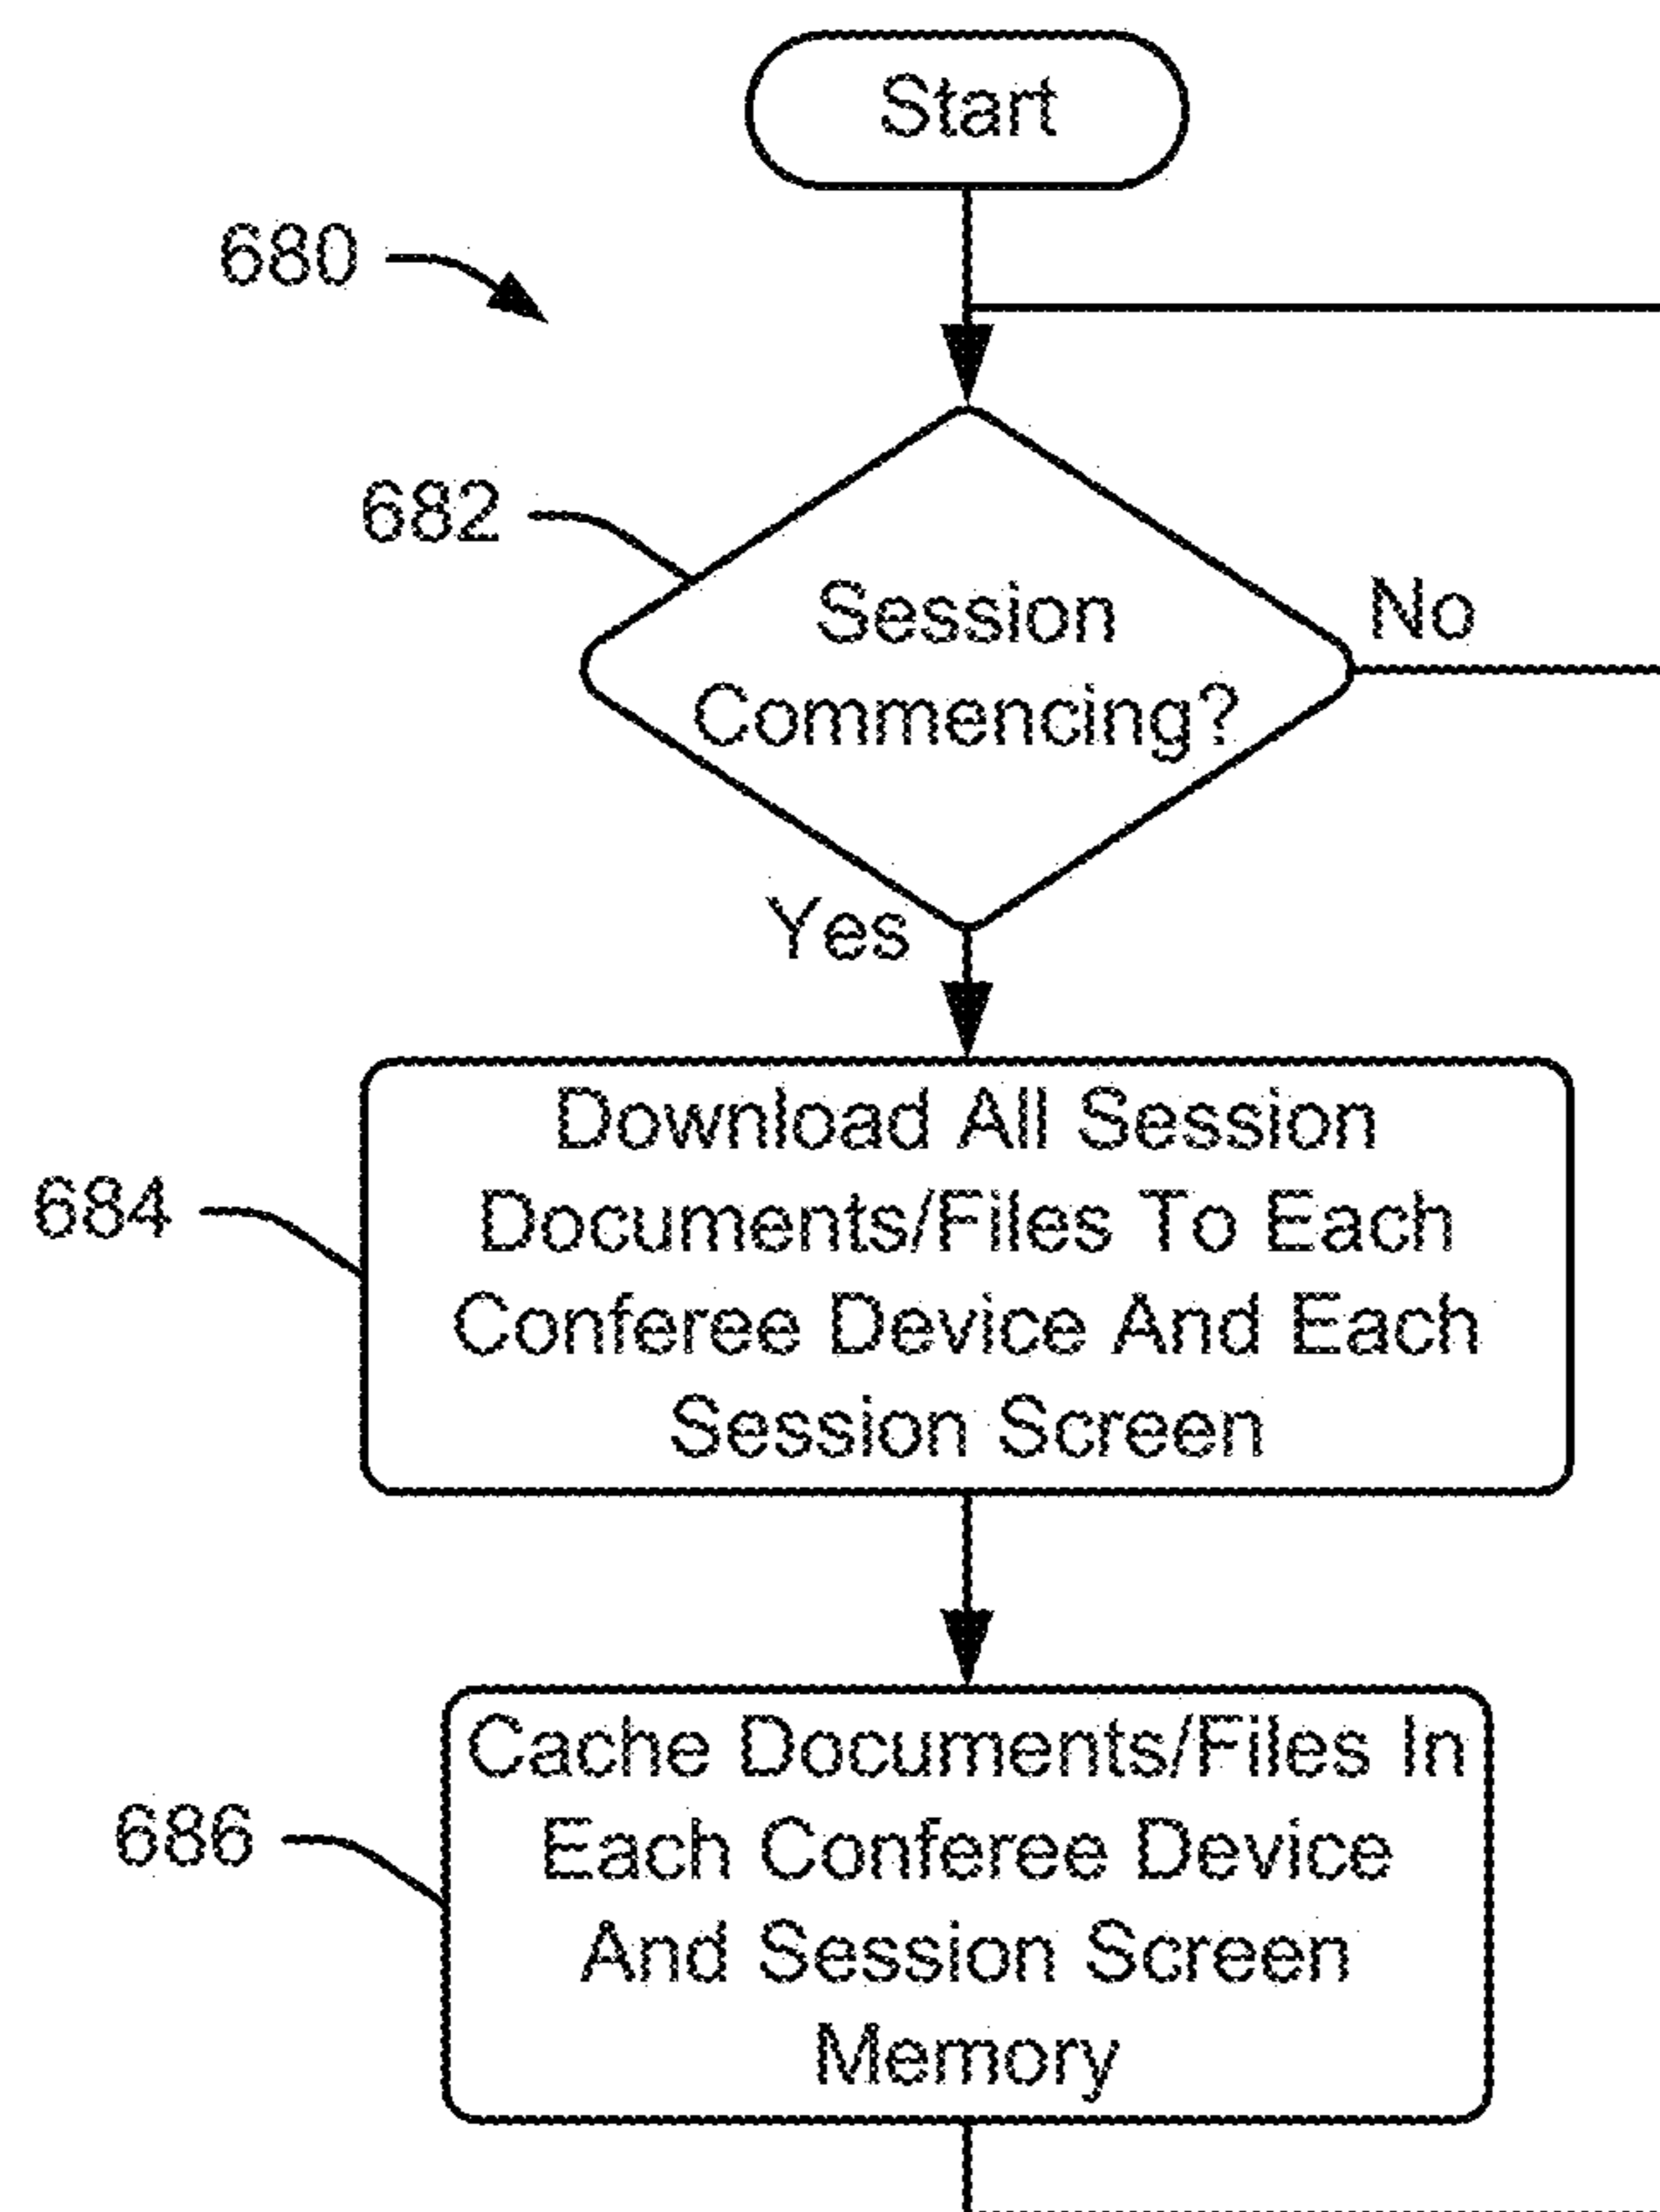 Start
680
682
Session
Commencing?
No
Yes
684
Download All Session
Documents/Files To Each
Conferee Device And Each
Session Screen
686
Cache Documents/Files In
Each Conferee Device
And Session Screen
Memory